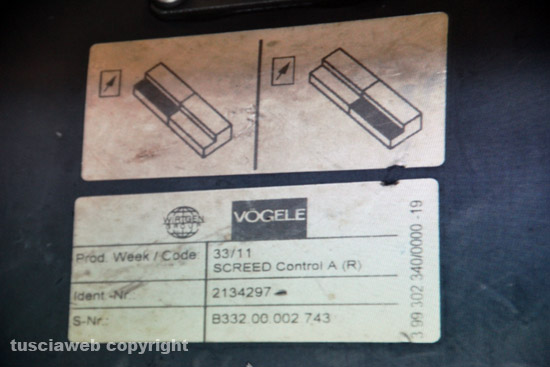 WIRTGEN
VÖGELE
Prod. Week / Code: 33/11
SCREED Control A (R)
Ident.-Nr.: 2134297
S-Nr.: B332.00.002.743
3 99 302 340/0000 -19
tusciaweb copyright